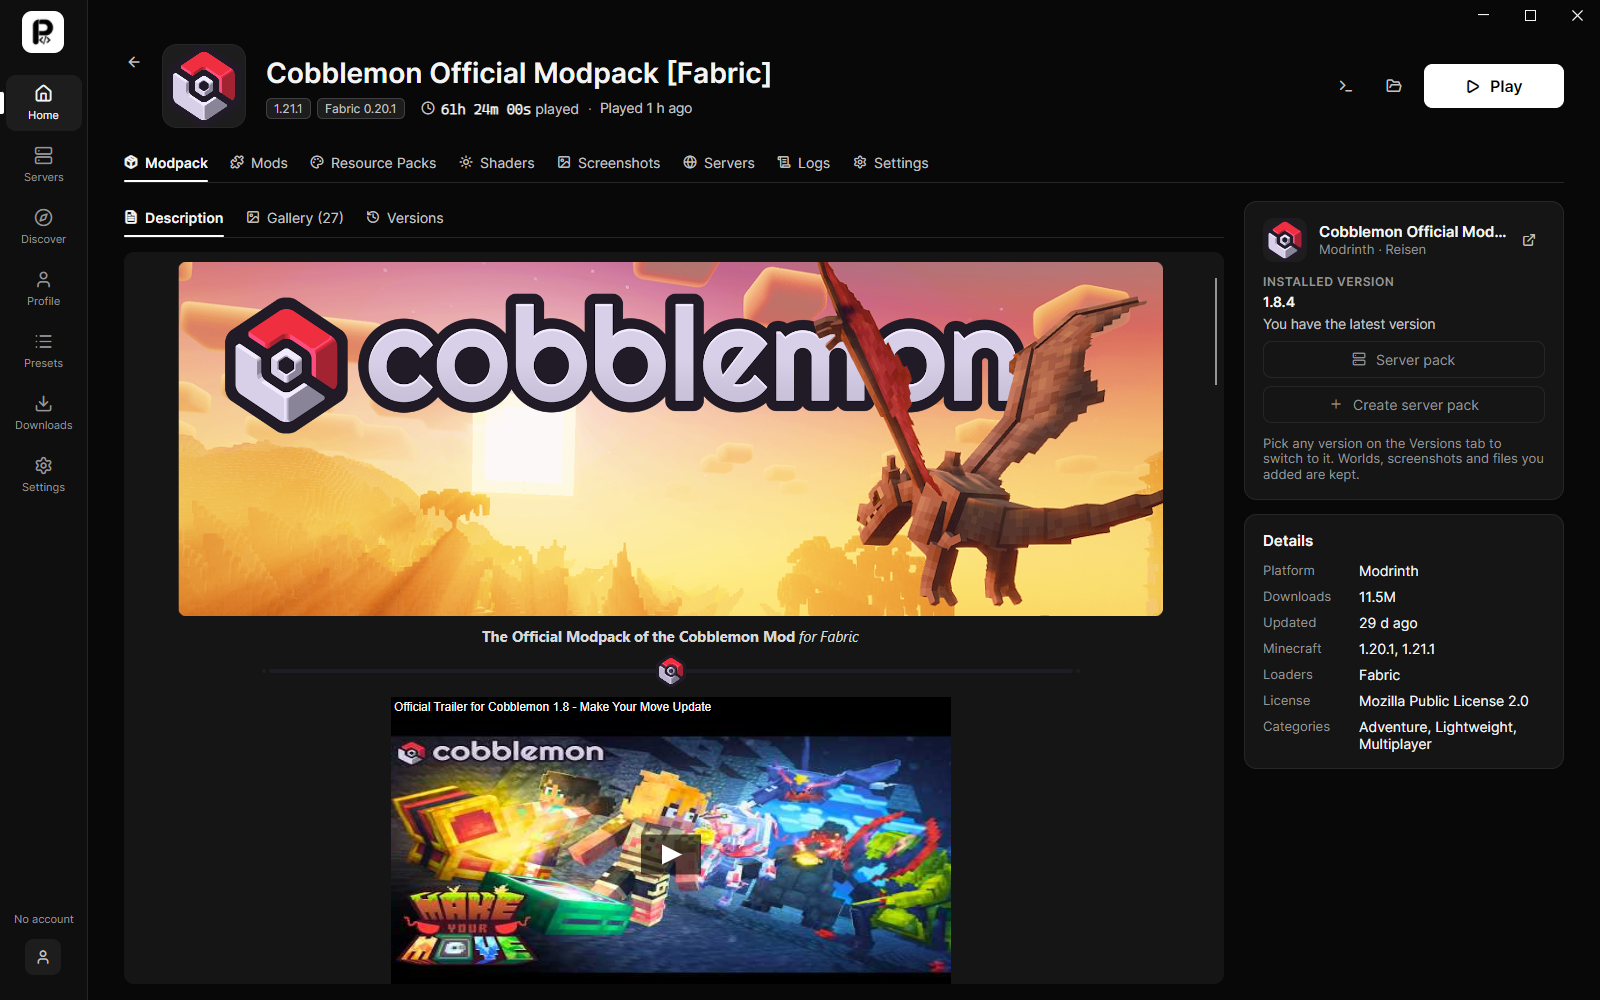 Cobblemon Official Modpack [Fabric]
1.21.1
Fabric 0.20.1
61h 24m 00s played · Played 1 h ago
Play
Home
Servers
Discover
Profile
Presets
Downloads
Settings
No account
Modpack
Mods
Resource Packs
Shaders
Screenshots
Servers
Logs
Settings
Description
Gallery (27)
Versions
cobblemon
The Official Modpack of the Cobblemon Mod for Fabric
Official Trailer for Cobblemon 1.8 - Make Your Move Update
cobblemon
MAKE
YOUR
MOVE
Cobblemon Official Mod...
Modrinth · Reisen
INSTALLED VERSION
1.8.4
You have the latest version
Server pack
+ Create server pack
Pick any version on the Versions tab to
switch to it. Worlds, screenshots and files you
added are kept.
Details
Platform Modrinth
Downloads 11.5M
Updated 29 d ago
Minecraft 1.20.1, 1.21.1
Loaders Fabric
License Mozilla Public License 2.0
Categories Adventure, Lightweight,
Multiplayer